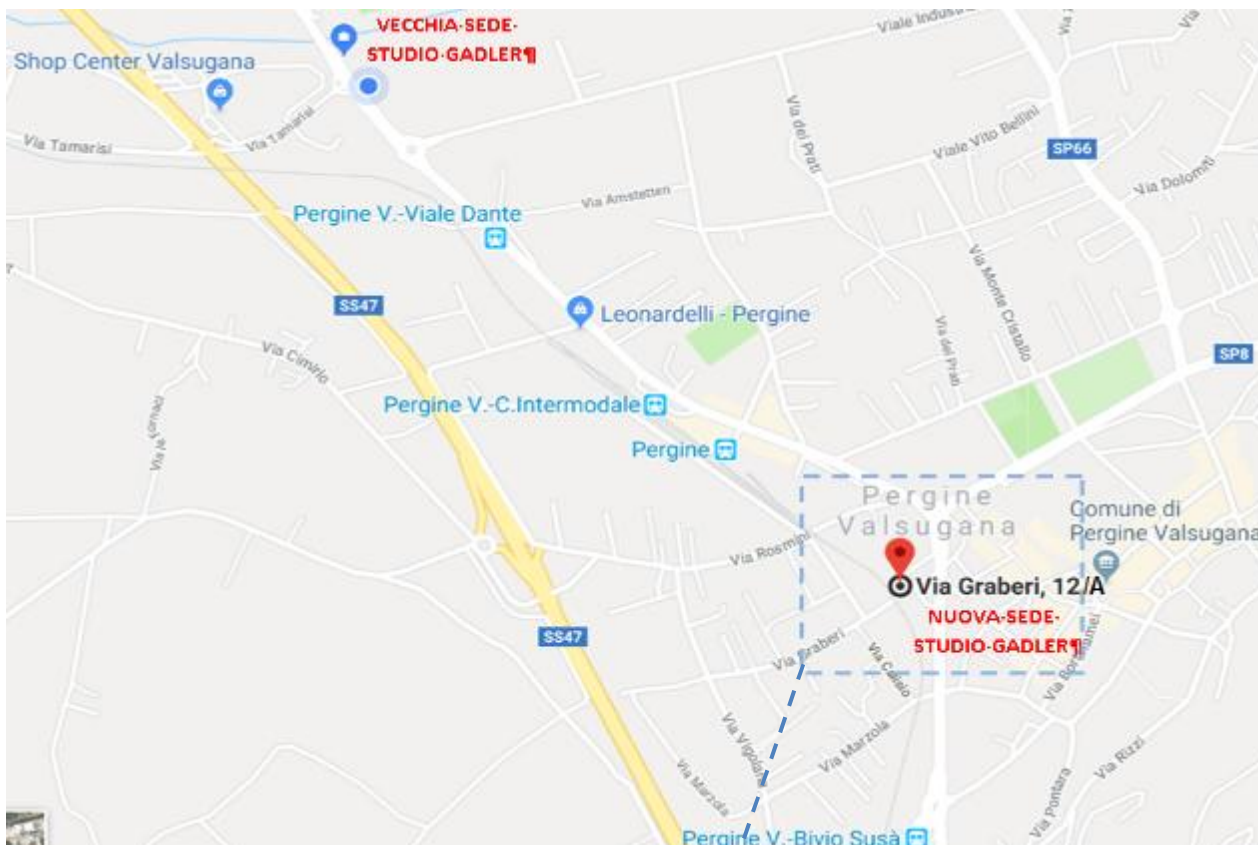 VECCHIA·SEDE·
STUDIO·GADLER¶
Shop Center Valsugana
Via Tamarisi
Via Tamarisi
Viale Industria
Via dei Prati
Viale Vito Bellini
SP66
Via Dolomiti
Via Amstetten
Pergine V.-Viale Dante
Via Monte Cristallo
SS47
Leonardelli - Pergine
Via dei Prati
Via Cimirlo
SP8
Pergine V.-C.Intermodale
Via le Fornaci
Pergine
Pergine
Valsugana
Comune di
Pergine Valsugana
Via Rosmini
Via Graberi, 12/A
NUOVA·SEDE·
STUDIO·GADLER¶
SS47
Via Graberi
Via Caisio
Via Marzola
Via Vigolana
Via Marzola
Via Rizzi
Via Pontara
Pergine V.-Bivio Susà